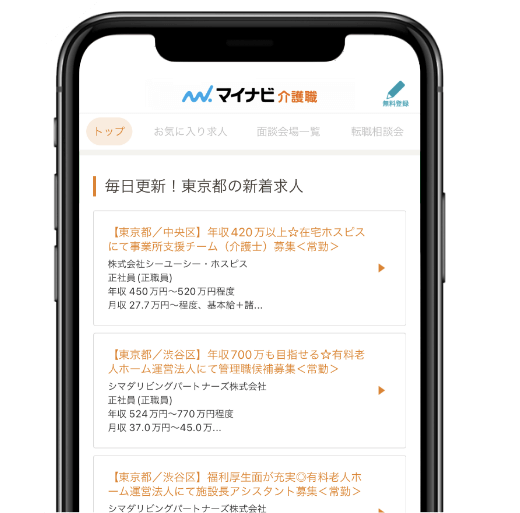 マイナビ 介護職
無料登録
トップ お気に入り求人 面談会場一覧 転職相談会
毎日更新！東京都の新着求人
【東京都／中央区】年収420万以上☆在宅ホスピス
にて事業所支援チーム（介護士）募集＜常勤＞
株式会社シーユーシー・ホスピス
正社員(正職員)
年収 450万円〜520万円程度
月収 27.7万円〜程度、基本給＋諸...
【東京都／渋谷区】年収700万も目指せる☆有料老
人ホーム運営法人にて管理職候補募集＜常勤＞
シマダリビングパートナーズ株式会社
正社員(正職員)
年収 524万円〜770万円程度
月収 37.0万円〜45.0万...
【東京都／渋谷区】福利厚生面が充実◎有料老人ホ
ーム運営法人にて施設長アシスタント募集＜常勤＞
シマダリビングパートナーズ株式会社